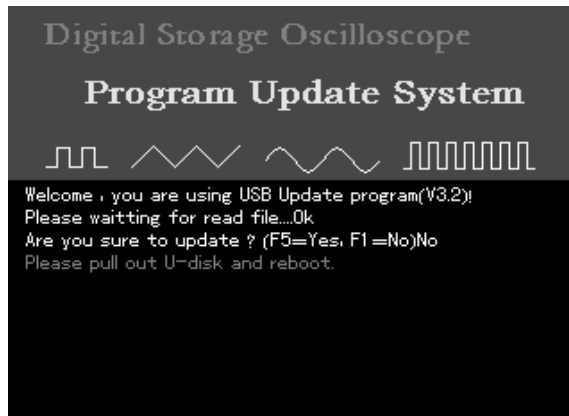 Digital Storage Oscilloscope
Program Update System
Welcome , you are using USB Update program(V3.2)!
Please waitting for read file....Ok
Are you sure to update ? (F5=Yes, F1=No)No
Please pull out U-disk and reboot.